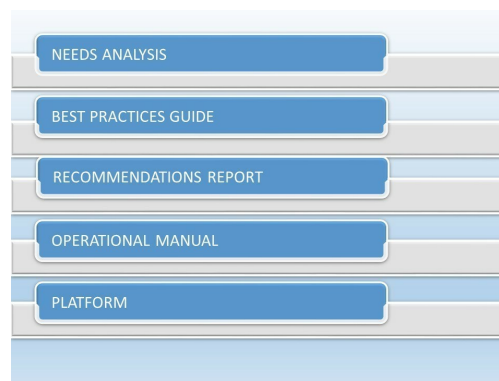 NEEDS ANALYSIS
BEST PRACTICES GUIDE
RECOMMENDATIONS REPORT
OPERATIONAL MANUAL
PLATFORM